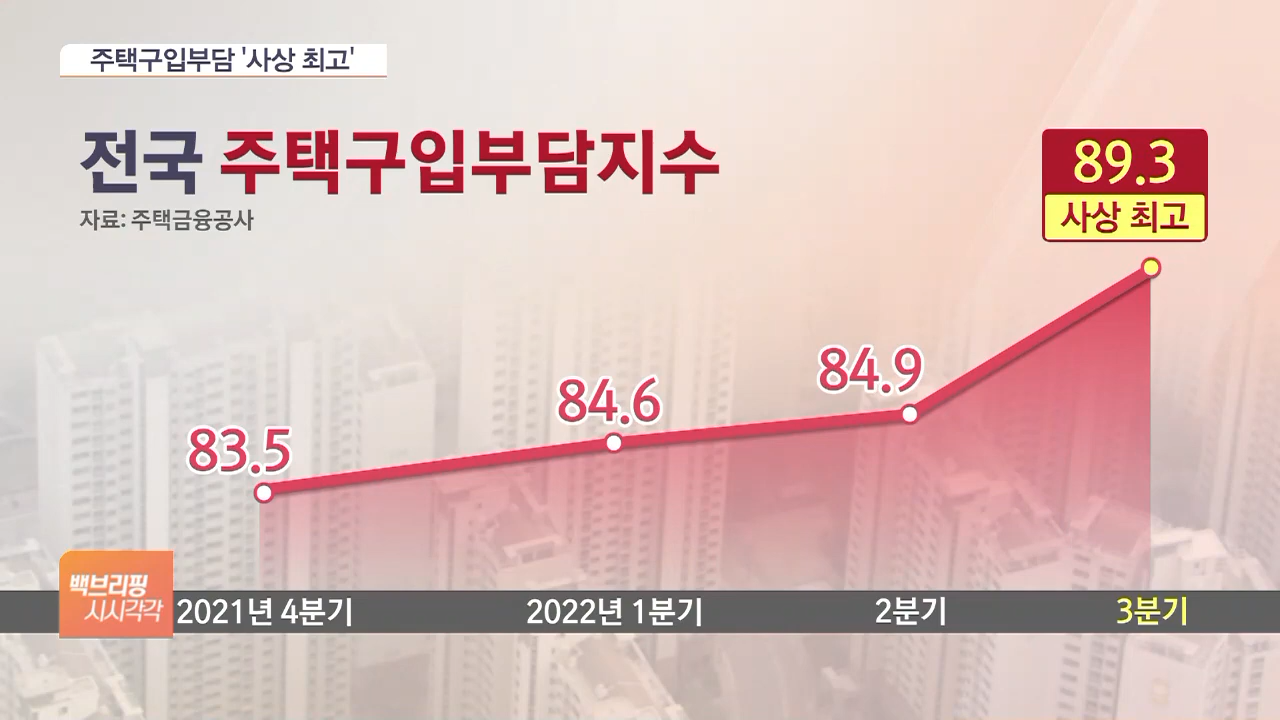 주택구입부담 '사상 최고'
전국 주택구입부담지수
자료: 주택금융공사
89.3
사상 최고
84.9
84.6
83.5
백브리핑
시시각각
2021년 4분기 2022년 1분기 2분기 3분기